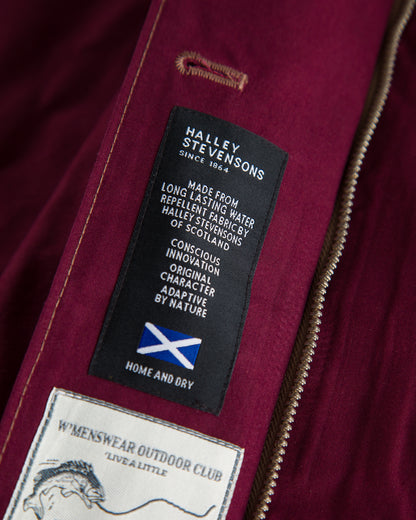 HALLEY
STEVENSONS
SINCE 1864
MADE FROM
LONG LASTING WATER
REPELLENT FABRIC BY
HALLEY STEVENSONS
OF SCOTLAND
CONSCIOUS
INNOVATION
ORIGINAL
CHARACTER
ADAPTIVE
BY NATURE
HOME AND DRY
W'MENSWEAR OUTDOOR CLUB
'LIVE A LITTLE'